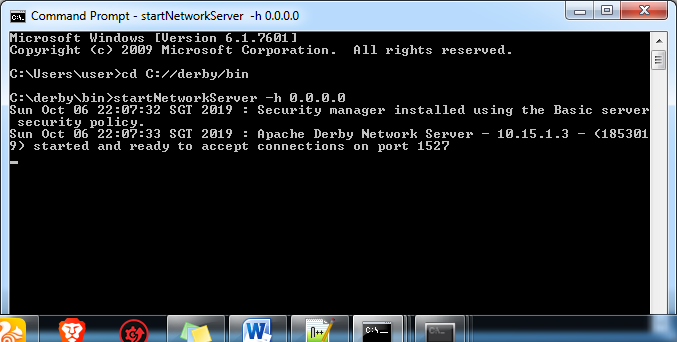 Command Prompt - startNetworkServer -h 0.0.0.0
Microsoft Windows [Version 6.1.7601]
Copyright (c) 2009 Microsoft Corporation.  All rights reserved.
C:\Users\user>cd C://derby/bin
C:\derby\bin>startNetworkServer -h 0.0.0.0
Sun Oct 06 22:07:32 SGT 2019 : Security manager installed using the Basic server
 security policy.
Sun Oct 06 22:07:33 SGT 2019 : Apache Derby Network Server - 10.15.1.3 - (185301
9) started and ready to accept connections on port 1527